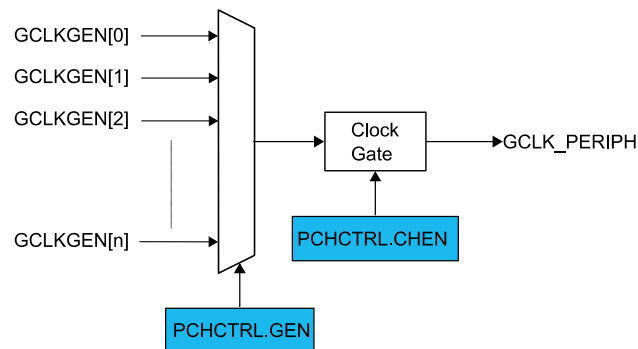 GCLKGEN[0]
GCLKGEN[1]
GCLKGEN[2]
Clock
Gate
GCLK_PERIPH
GCLKGEN[n]
PCHCTRL.CHEN
PCHCTRL.GEN